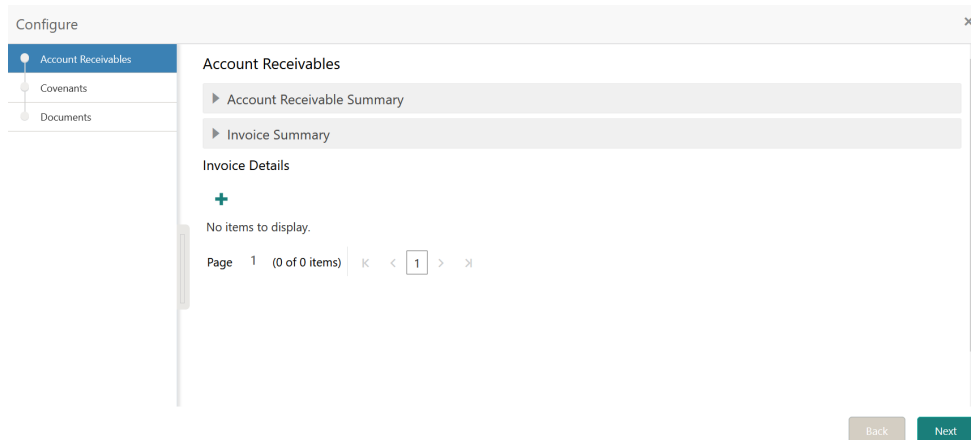 Configure
Account Receivables
Covenants
Documents
Account Receivables
Account Receivable Summary
Invoice Summary
Invoice Details
No items to display.
Page 1 (0 of 0 items) 1
Back Next